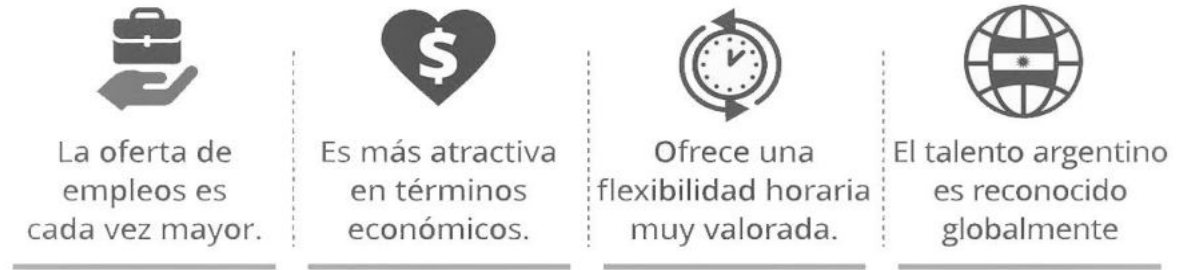 $
La oferta de
empleos es
cada vez mayor.
Es más atractiva
en términos
económicos.
Ofrece una
flexibilidad horaria
muy valorada.
El talento argentino
es reconocido
globalmente